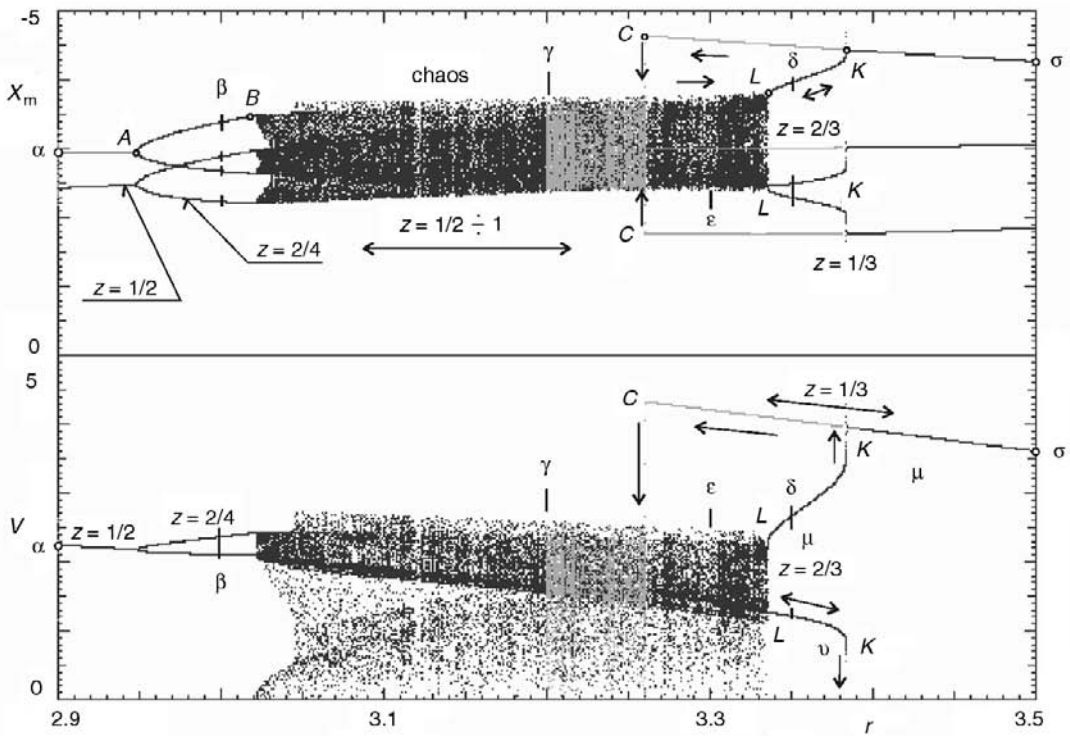 -5
C
γ
δ
σ
chaos
L
K
X_m
β
B
A
z = 2/3
α
K
L
ε
z = 1/2 ÷ 1
C
z = 2/4
z = 1/3
z = 1/2
0
5
z = 1/3
C
K
σ
γ
μ
ε
δ
V
z = 1/2
z = 2/4
L
α
μ
β
z = 2/3
L
υ
K
0
2.9
3.1
3.3
r
3.5